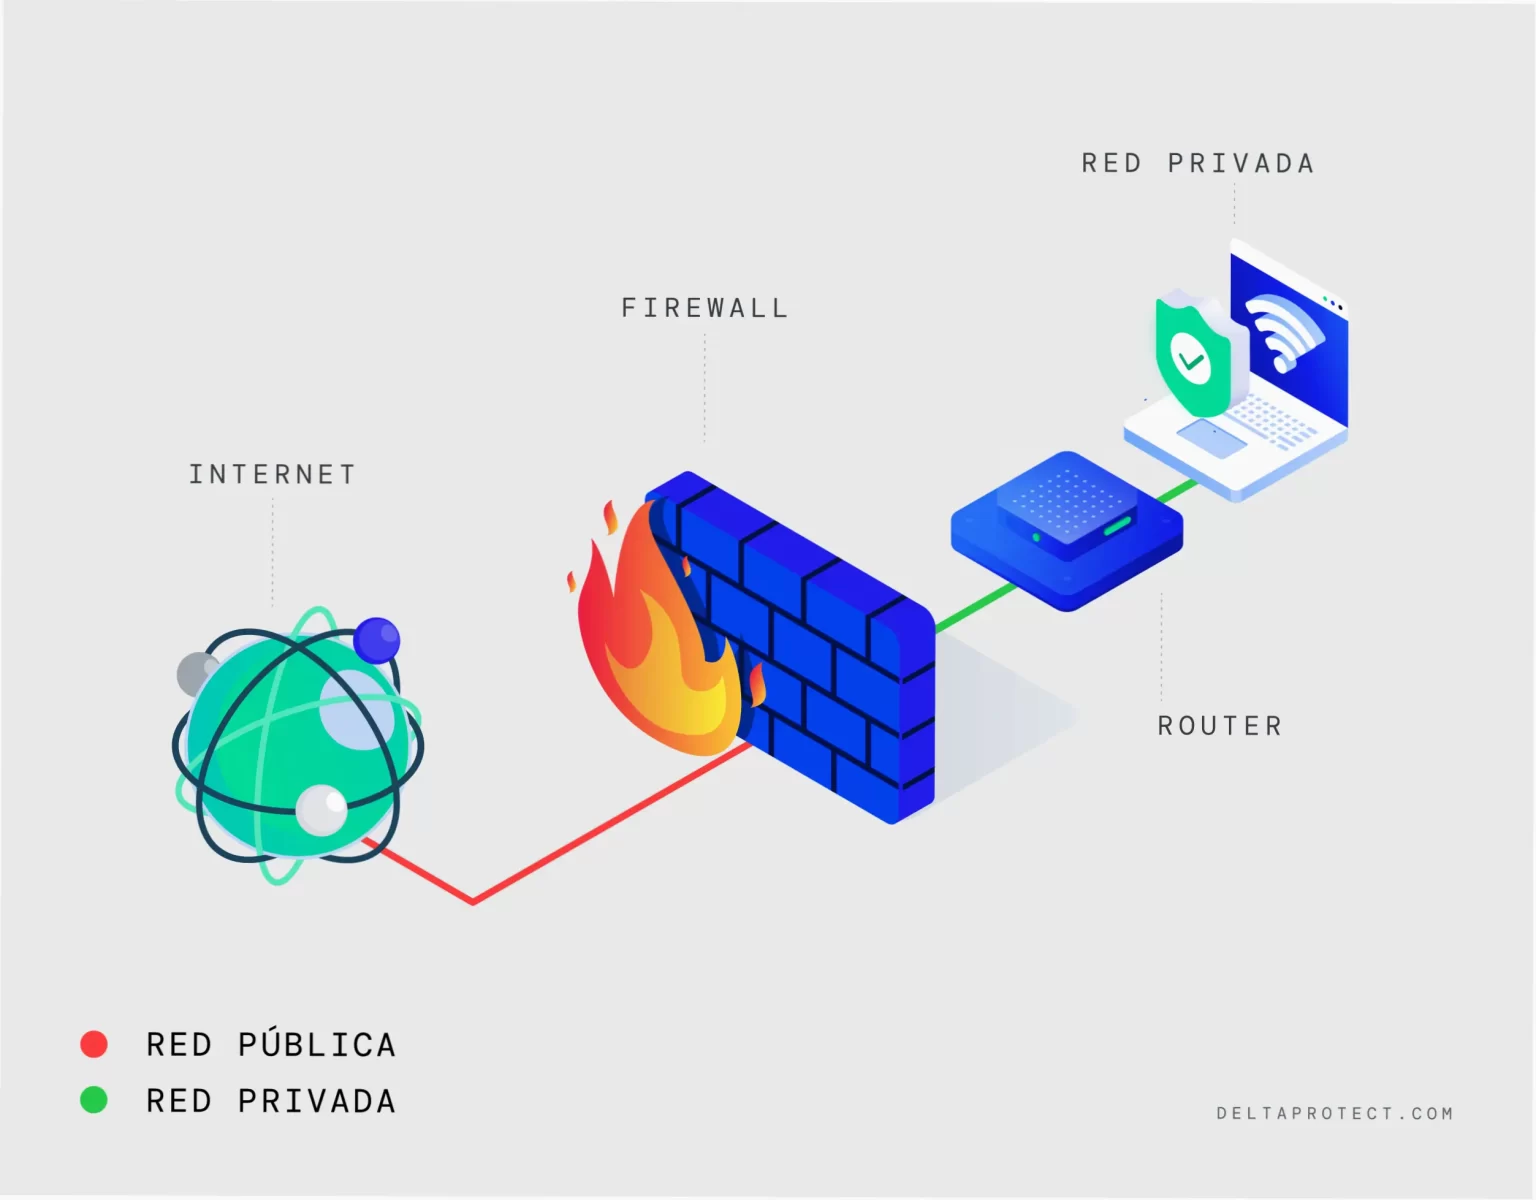 RED PRIVADA
FIREWALL
INTERNET
ROUTER
RED PÚBLICA
RED PRIVADA
DELTAPROTECT.COM